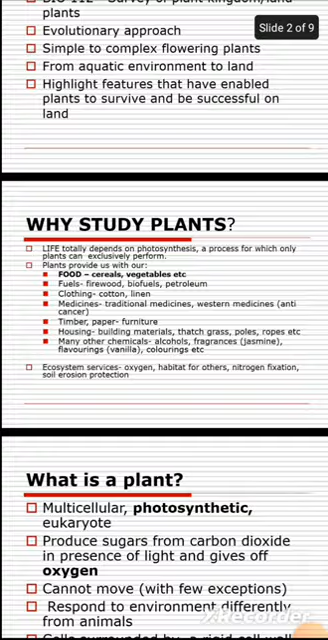 plants
Slide 2 of 9
Evolutionary approach
Simple to complex flowering plants
From aquatic environment to land
Highlight features that have enabled
plants to survive and be successful on
land
WHY STUDY PLANTS?
LIFE totally depends on photosynthesis, a process for which only
plants can exclusively perform.
Plants provide us with our:
FOOD – cereals, vegetables etc
Fuels- firewood, biofuels, petroleum
Clothing- cotton, linen
Medicines- traditional medicines, western medicines (anti
cancer)
Timber, paper- furniture
Housing- building materials, thatch grass, poles, ropes etc
Many other chemicals- alcohols, fragrances (jasmine),
flavourings (vanilla), colourings etc
Ecosystem services- oxygen, habitat for others, nitrogen fixation,
soil erosion protection
What is a plant?
Multicellular, photosynthetic,
eukaryote
Produce sugars from carbon dioxide
in presence of light and gives off
oxygen
Cannot move (with few exceptions)
XRecorder
Respond to environment differently
from animals